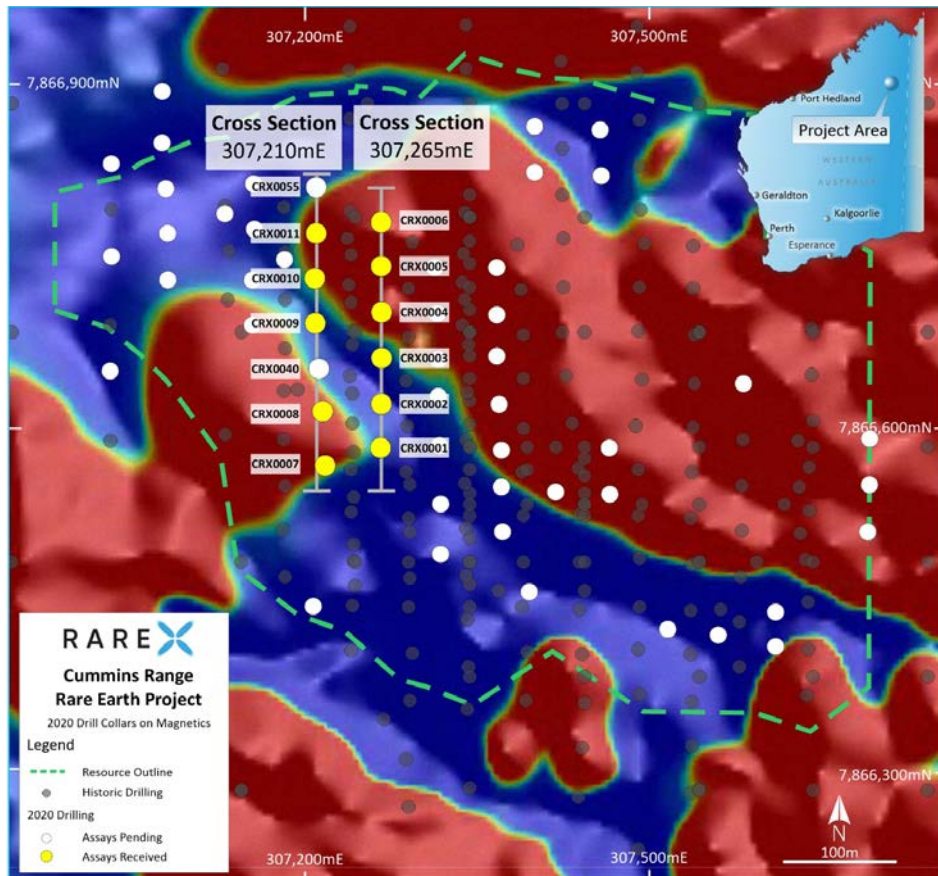 307,200mE
307,500mE
7,866,900mN
Port Hedland
Project Area
WESTERN
AUSTRALIA
Geraldton
Kalgoorlie
Perth
Esperance
Cross Section
307,210mE
Cross Section
307,265mE
CRX0055
CRX0011
CRX0010
CRX0009
CRX0040
CRX0008
CRX0007
CRX0006
CRX0005
CRX0004
CRX0003
CRX0002
CRX0001
7,866,600mN
RAREX
Cummins Range
Rare Earth Project
2020 Drill Collars on Magnetics
Legend
Resource Outline
Historic Drilling
2020 Drilling
Assays Pending
Assays Received
7,866,300mN
307,200mE
307,500mE
N
100m